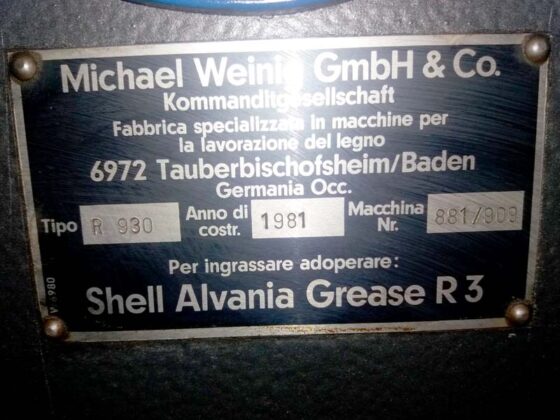 Michael Weinig GmbH & Co.
Kommanditgesellschaft
Fabbrica specializzata in macchine per
la lavorazione del legno
6972 Tauberbischofsheim/Baden
Germania Occ.
Tipo R 930 Anno di costr. 1981 Macchina Nr. 881/909
Per ingrassare adoperare:
Shell Alvania Grease R 3